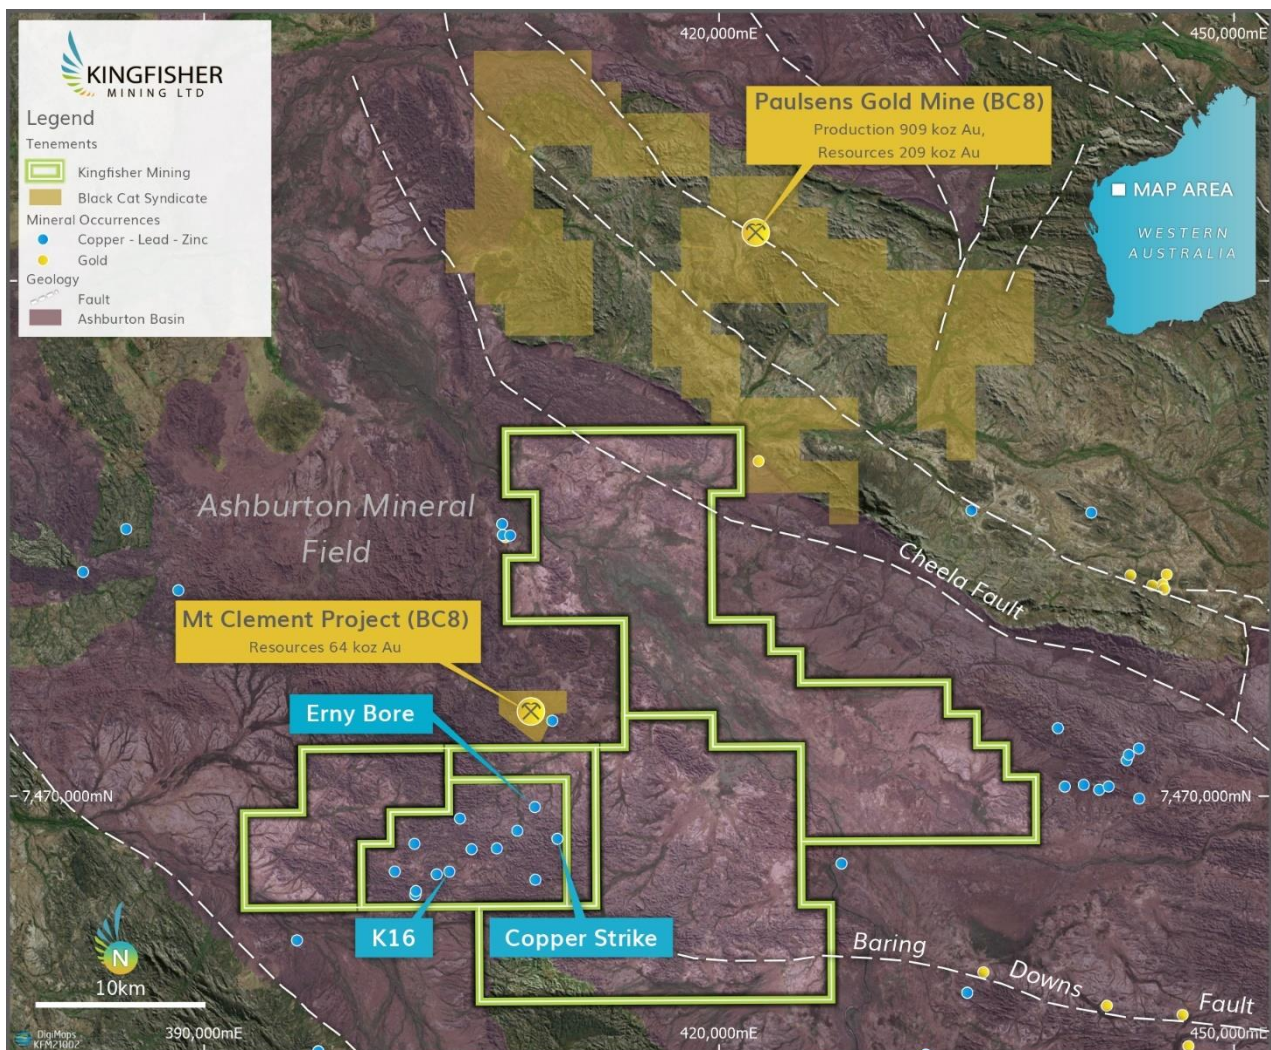 KINGFISHER
MINING LTD
Legend
Tenements
Kingfisher Mining
Black Cat Syndicate
Mineral Occurrences
Copper - Lead - Zinc
Gold
Geology
Fault
Ashburton Basin
420,000mE
450,000mE
Paulsens Gold Mine (BC8)
Production 909 koz Au,
Resources 209 koz Au
MAP AREA
WESTERN
AUSTRALIA
Ashburton Mineral
Field
Cheela Fault
Mt Clement Project (BC8)
Resources 64 koz Au
Erny Bore
7,470,000mN
7,470,000mN
K16
Copper Strike
Baring
Downs
Fault
N
10km
DigiMaps
KFM21002
390,000mE
420,000mE
450,000mE